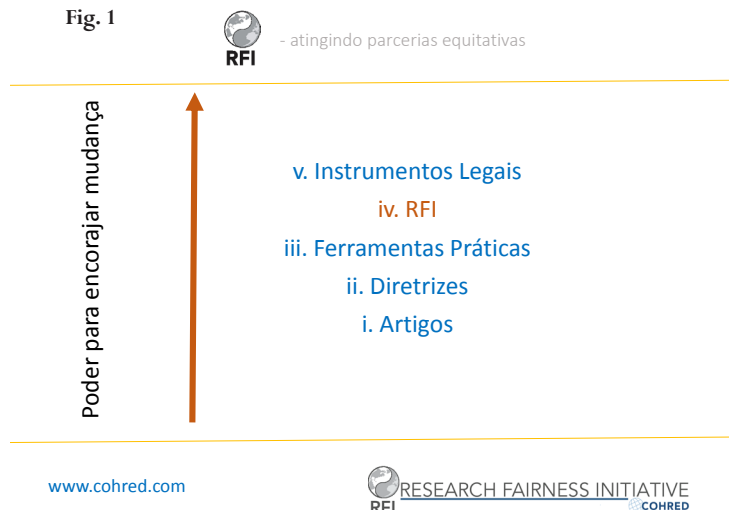 Fig. 1
RFI
- atingindo parcerias equitativas
Poder para encorajar mudança
v. Instrumentos Legais
iv. RFI
iii. Ferramentas Práticas
ii. Diretrizes
i. Artigos
www.cohred.com
RFI
RESEARCH FAIRNESS INITIATIVE
COHRED